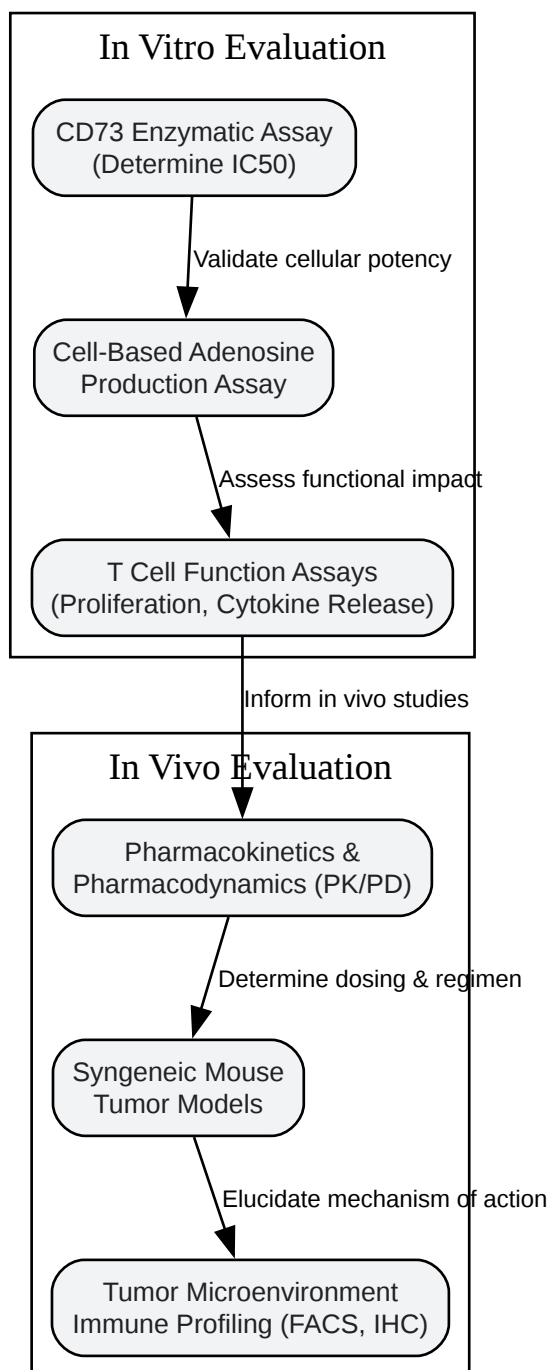 In Vitro Evaluation
CD73 Enzymatic Assay
(Determine IC50)
Validate cellular potency
Cell-Based Adenosine
Production Assay
Assess functional impact
T Cell Function Assays
(Proliferation, Cytokine Release)
Inform in vivo studies
In Vivo Evaluation
Pharmacokinetics &
Pharmacodynamics (PK/PD)
Determine dosing & regimen
Syngeneic Mouse
Tumor Models
Elucidate mechanism of action
Tumor Microenvironment
Immune Profiling (FACS, IHC)